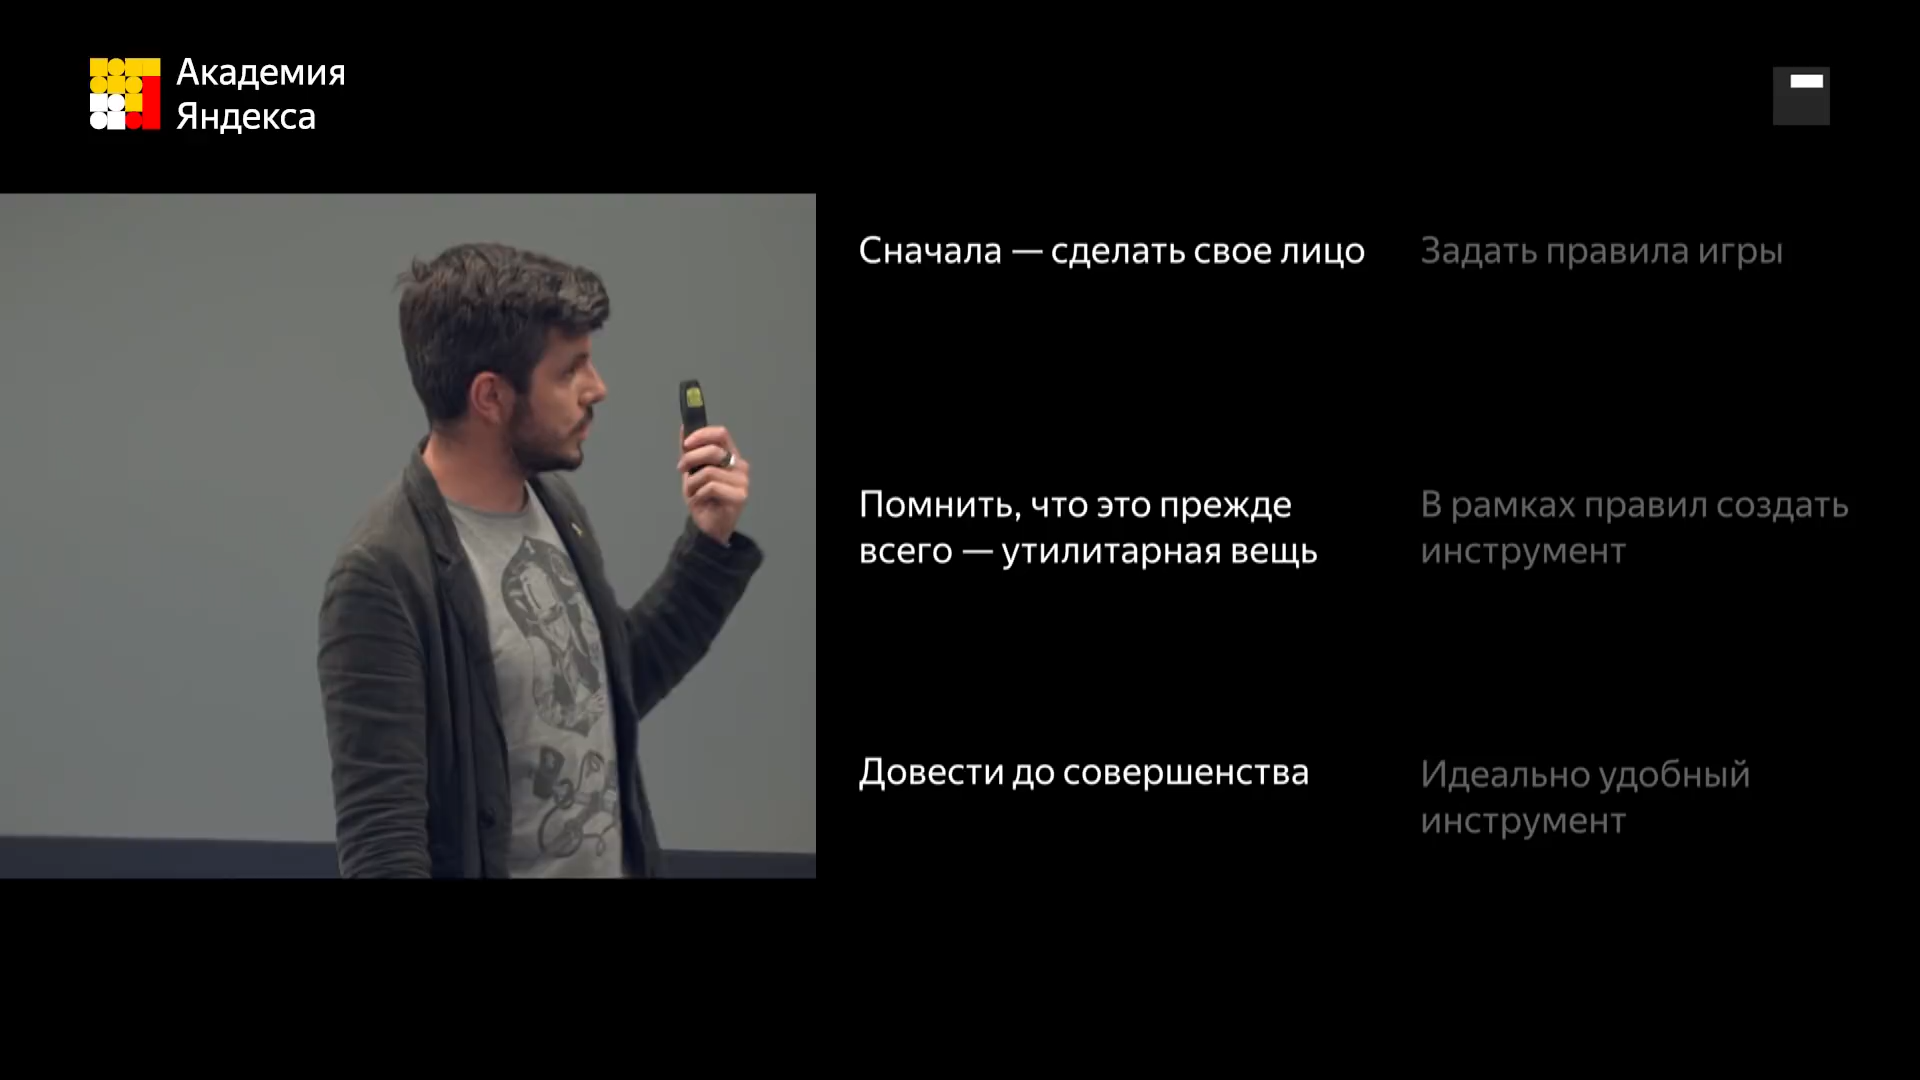 Академия
Яндекса
Сначала — сделать свое лицо
Задать правила игры
Помнить, что это прежде
всего — утилитарная вещь
В рамках правил создать
инструмент
Довести до совершенства
Идеально удобный
инструмент